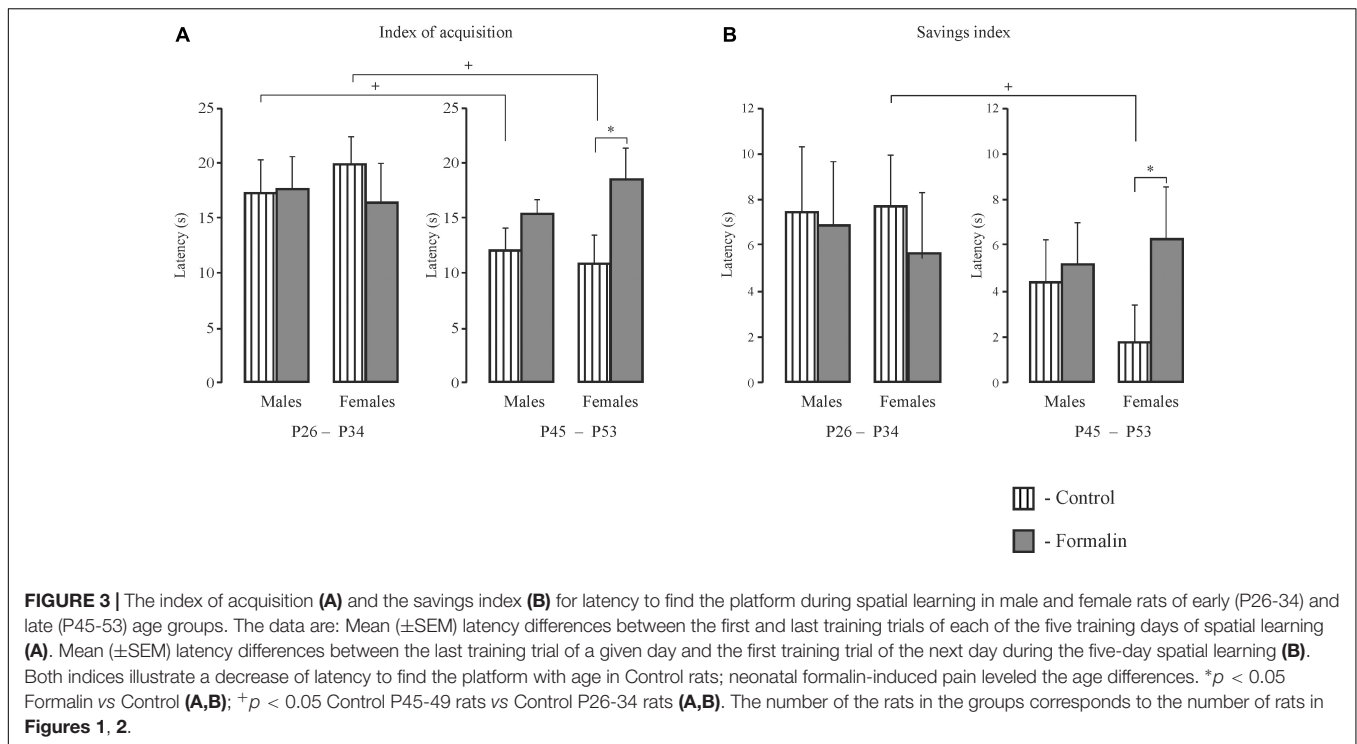 A Index of acquisition B Savings index
+
+ +
25 25 12 12
* 
20 20 10 10
*
15 15 8 8
Latency (s) Latency (s) Latency (s) Latency (s)
6 6
10 10
4 4
5 5
2 2
0 0 0 0
Males Females Males Females Males Females Males Females
P26 – P34 P45 – P53 P26 – P34 P45 – P53
- Control
- Formalin
FIGURE 3 | The index of acquisition (A) and the savings index (B) for latency to find the platform during spatial learning in male and female rats of early (P26-34) and
late (P45-53) age groups. The data are: Mean (±SEM) latency differences between the first and last training trials of each of the five training days of spatial learning
(A). Mean (±SEM) latency differences between the last training trial of a given day and the first training trial of the next day during the five-day spatial learning (B).
Both indices illustrate a decrease of latency to find the platform with age in Control rats; neonatal formalin-induced pain leveled the age differences. *p < 0.05
Formalin vs Control (A,B); +p < 0.05 Control P45-49 rats vs Control P26-34 rats (A,B). The number of the rats in the groups corresponds to the number of rats in
Figures 1, 2.